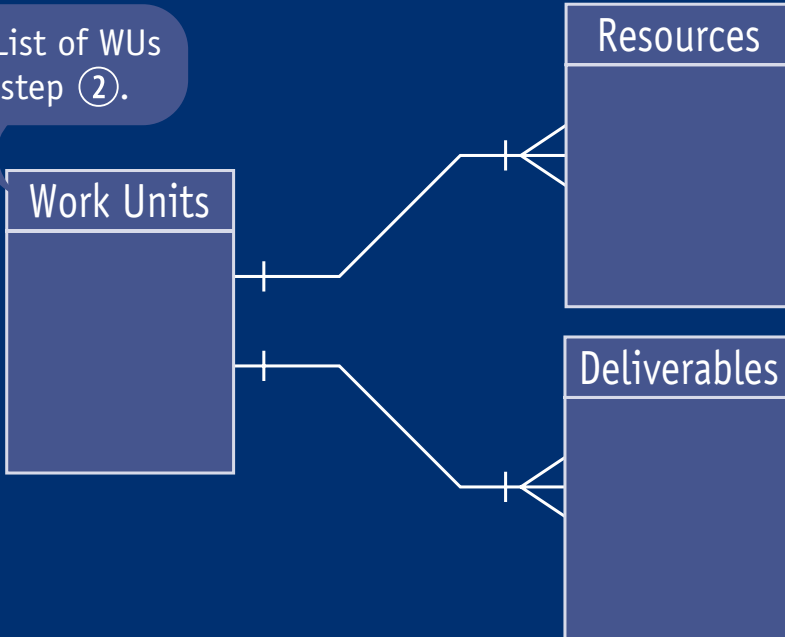 List of WUs
step ②.
Resources
Work Units
Deliverables